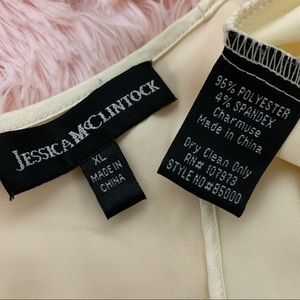 JESSICA MCCLINTOCK
XL
MADE IN
CHINA
96% POLYESTER
4% SPANDEX
Charmuse
Made in China
Dry Clean Only
RN# 107873
STYLE NO#85000